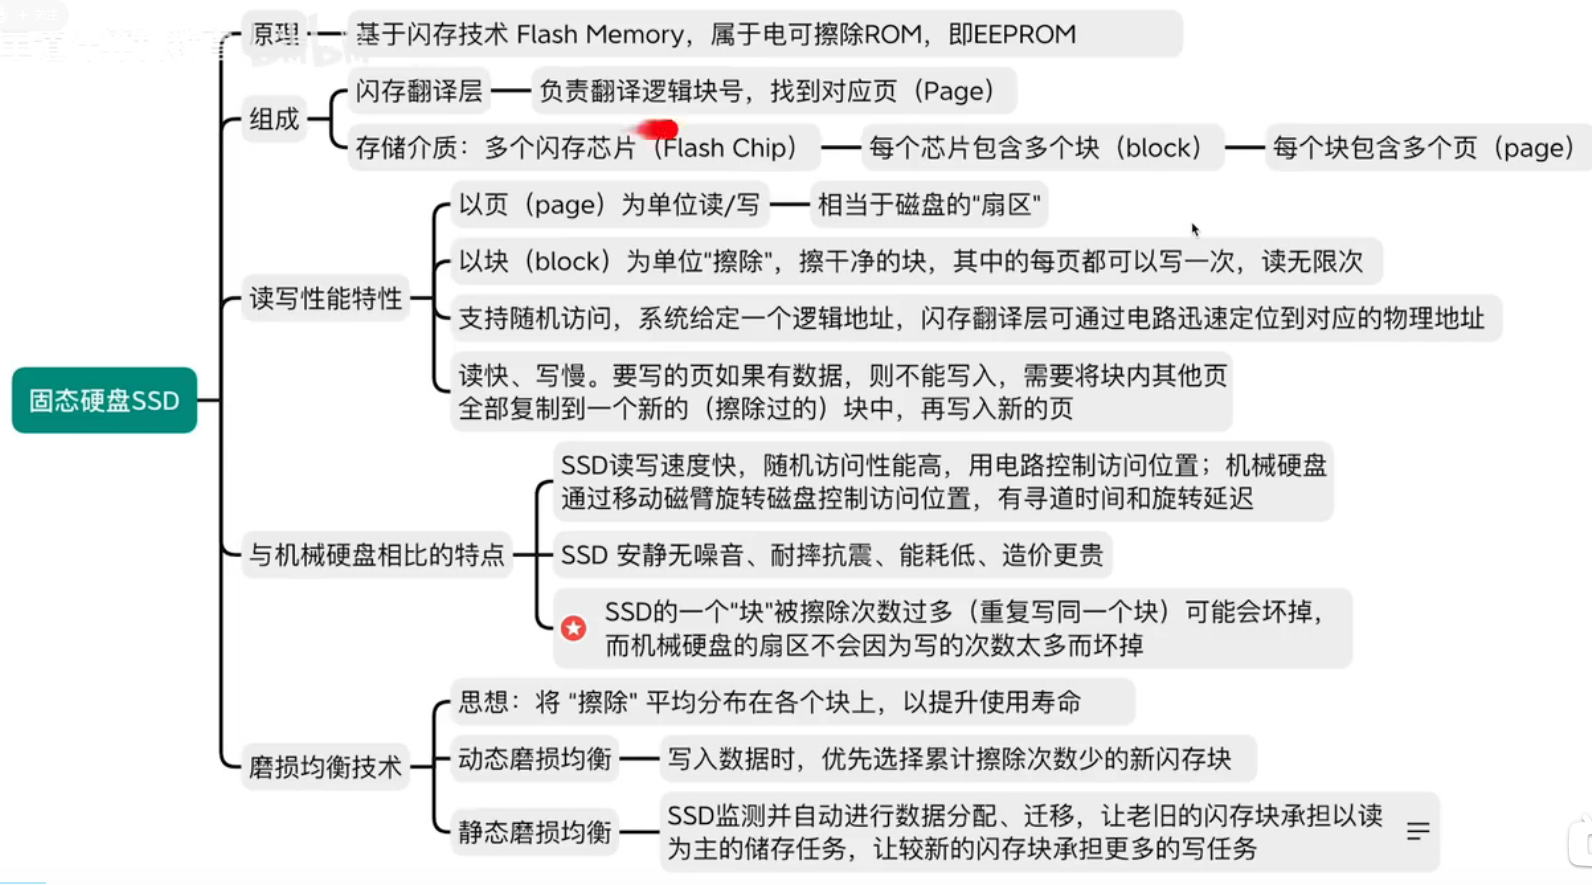 固态硬盘SSD
原理
基于闪存技术 Flash Memory，属于电可擦除ROM，即EEPROM
组成
闪存翻译层
负责翻译逻辑块号，找到对应页（Page）
存储介质：多个闪存芯片（Flash Chip）
每个芯片包含多个块（block）
每个块包含多个页（page）
读写性能特性
以页（page）为单位读/写
相当于磁盘的"扇区"
以块（block）为单位"擦除"，擦干净的块，其中的每页都可以写一次，读无限次
支持随机访问，系统给定一个逻辑地址，闪存翻译层可通过电路迅速定位到对应的物理地址
读快、写慢。要写的页如果有数据，则不能写入，需要将块内其他页
全部复制到一个新的（擦除过的）块中，再写入新的页
与机械硬盘相比的特点
SSD读写速度快，随机访问性能高，用电路控制访问位置；机械硬盘
通过移动磁臂旋转磁盘控制访问位置，有寻道时间和旋转延迟
SSD 安静无噪音、耐摔抗震、能耗低、造价更贵
SSD的一个"块"被擦除次数过多（重复写同一个块）可能会坏掉，
而机械硬盘的扇区不会因为写的次数太多而坏掉
磨损均衡技术
思想：将 "擦除" 平均分布在各个块上，以提升使用寿命
动态磨损均衡
写入数据时，优先选择累计擦除次数少的新闪存块
静态磨损均衡
SSD监测并自动进行数据分配、迁移，让老旧的闪存块承担以读
为主的储存任务，让较新的闪存块承担更多的写任务